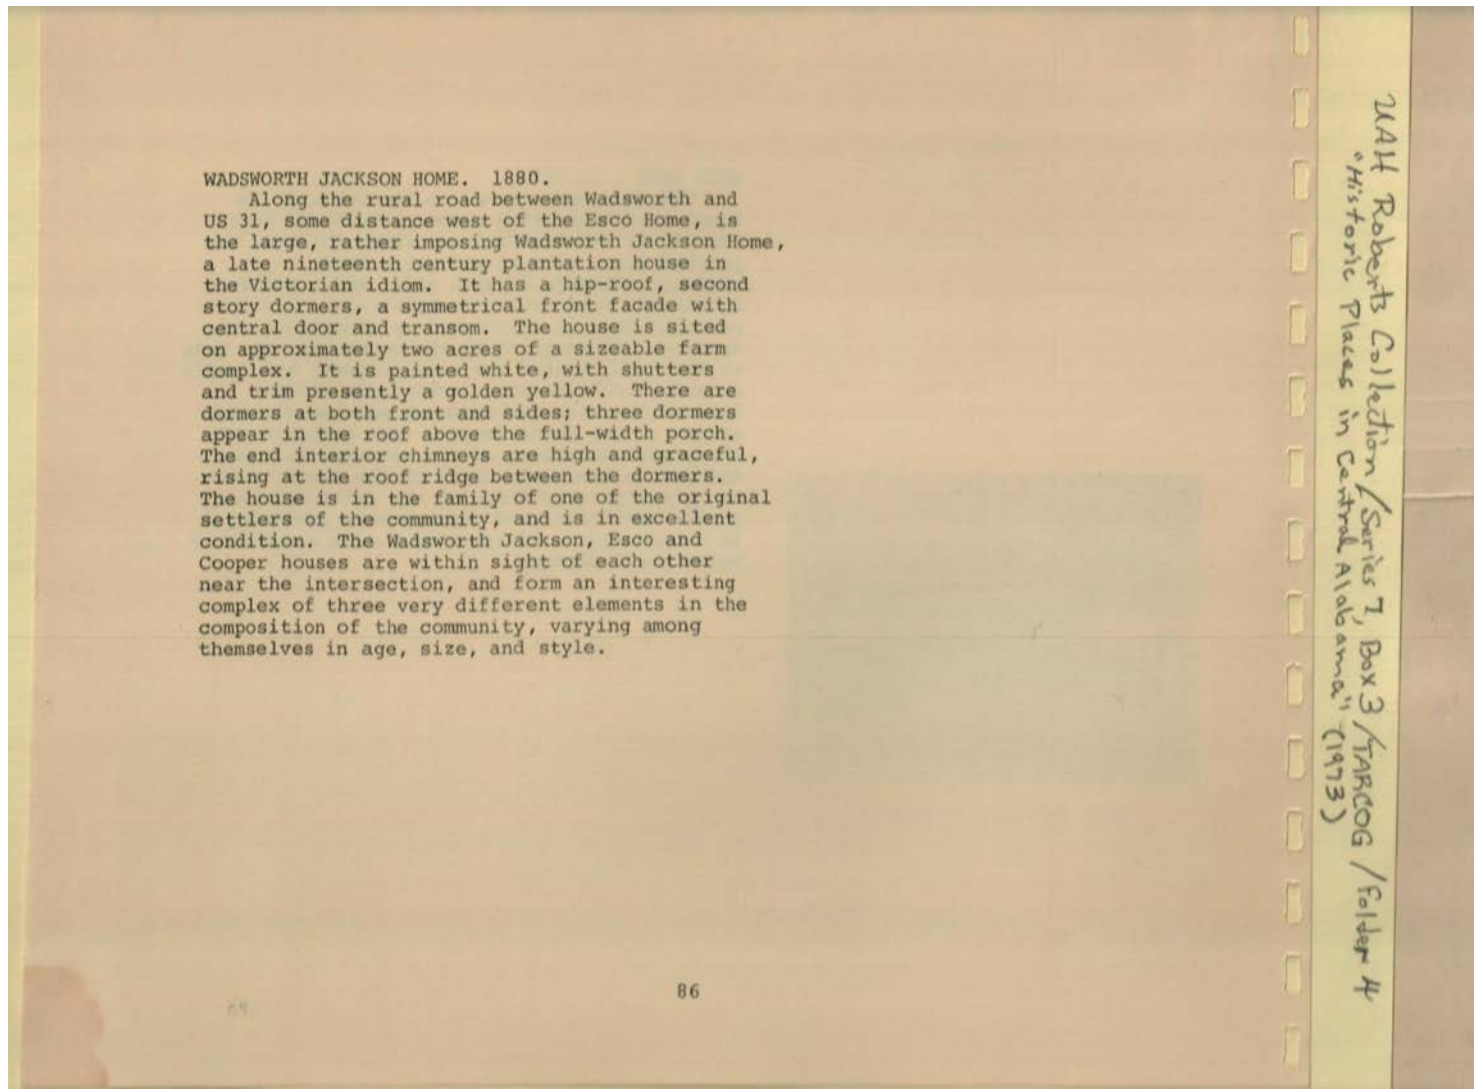 WADSWORTH JACKSON HOME. 1880.
Along the rural road between Wadsworth and
US 31, some distance west of the Esco Home, is
the large, rather imposing Wadsworth Jackson Home,
a late nineteenth century plantation house in
the Victorian idiom. It has a hip-roof, second
story dormers, a symmetrical front facade with
central door and transom. The house is sited
on approximately two acres of a sizeable farm
complex. It is painted white, with shutters
and trim presently a golden yellow. There are
dormers at both front and sides; three dormers
appear in the roof above the full-width porch.
The end interior chimneys are high and graceful,
rising at the roof ridge between the dormers.
The house is in the family of one of the original
settlers of the community, and is in excellent
condition. The Wadsworth Jackson, Esco and
Cooper houses are within sight of each other
near the intersection, and form an interesting
complex of three very different elements in the
composition of the community, varying among
themselves in age, size, and style.
86
UAH Roberts Collection/Series 7, Box 3/TARCOG/Folder 4
"Historic Places in Central Alabama" (1973)